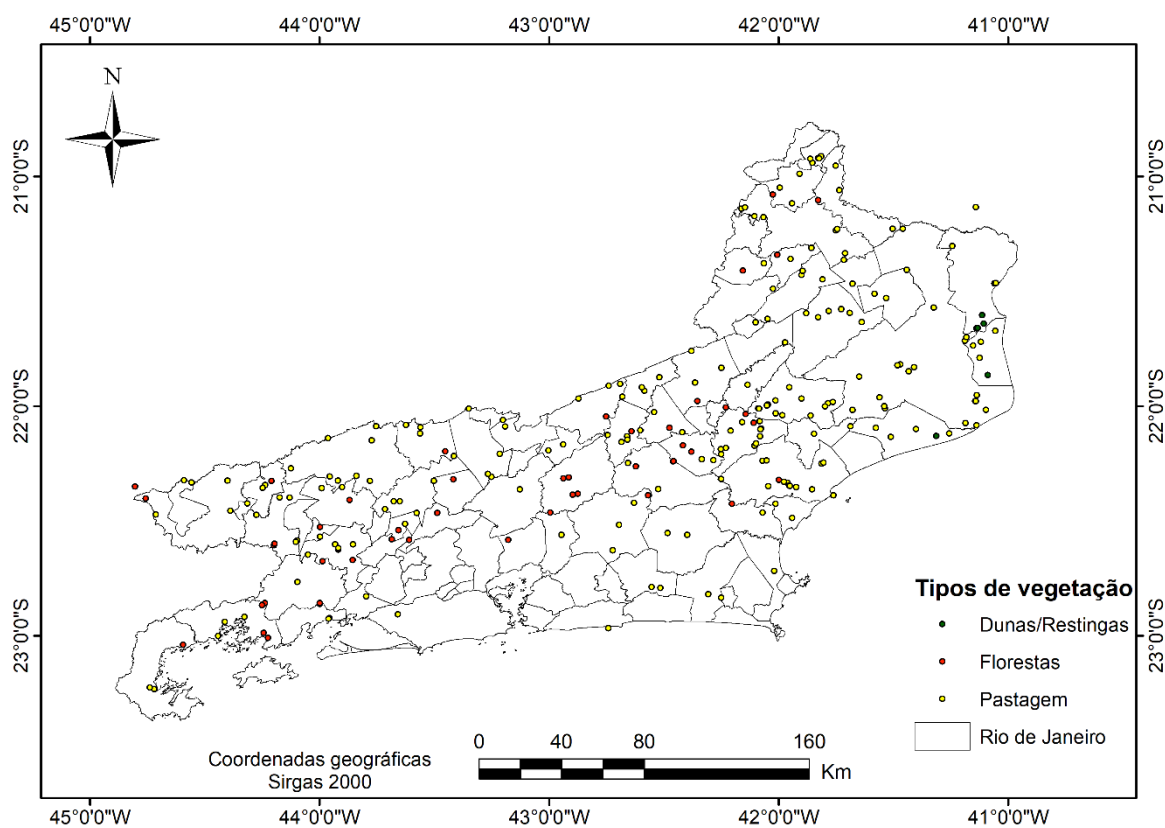 45°0'0"W 44°0'0"W 43°0'0"W 42°0'0"W 41°0'0"W
N
21°0'0"S 21°0'0"S
22°0'0"S 22°0'0"S
23°0'0"S 23°0'0"S
Tipos de vegetação
Dunas/Restingas
Florestas
Pastagem
Rio de Janeiro
0 40 80 160
Km
Coordenadas geográficas
Sirgas 2000
45°0'0"W 44°0'0"W 43°0'0"W 42°0'0"W 41°0'0"W